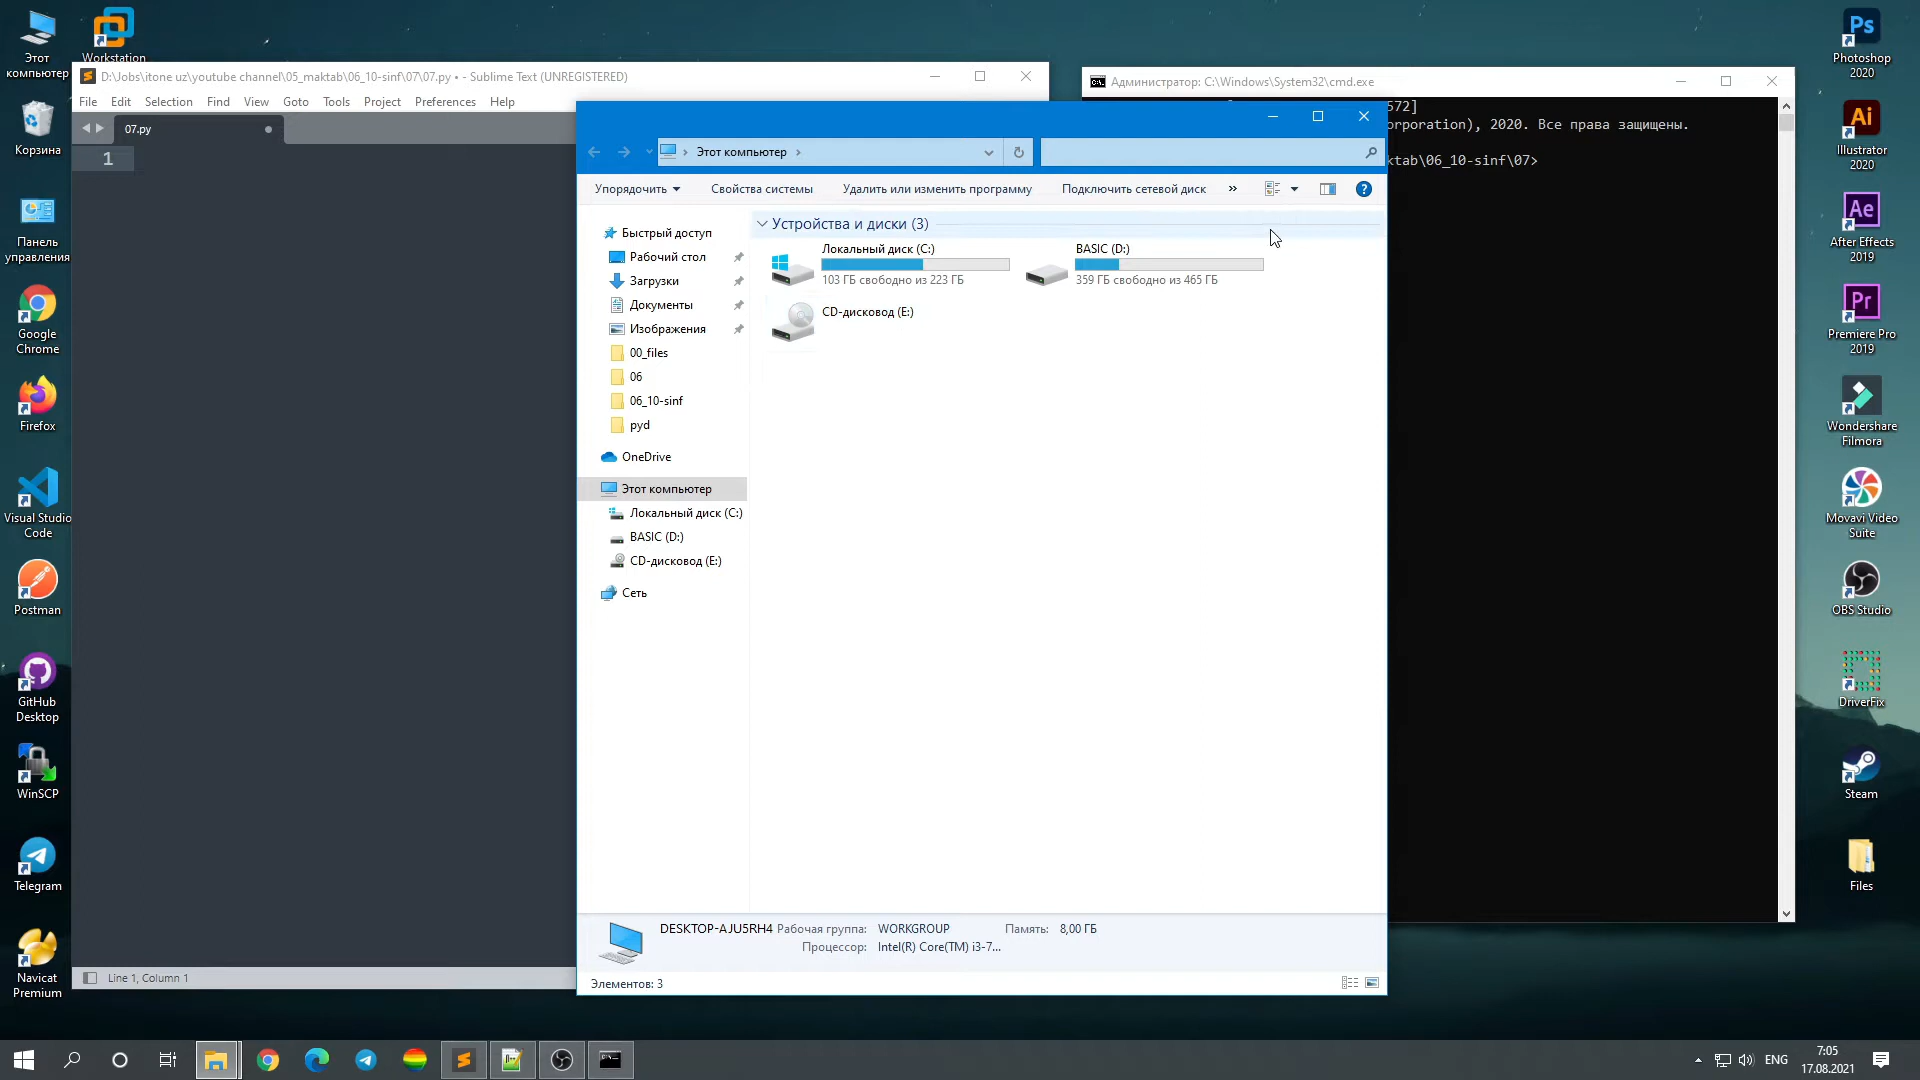 Этот
компьютер
Корзина
Панель
управления
Google
Chrome
Firefox
Visual Studio
Code
Postman
GitHub
Desktop
WinSCP
Telegram
Navicat
Premium
Workstation
D:\Jobs\itone uz\youtube channel\05_maktab\06_10-sinf\07\07.py • - Sublime Text (UNREGISTERED)
File Edit Selection Find View Goto Tools Project Preferences Help
07.py
1
Line 1, Column 1
Этот компьютер
Упорядочить Свойства системы Удалить или изменить программу Подключить сетевой диск »
Быстрый доступ
Рабочий стол
Загрузки
Документы
Изображения
00_files
06
06_10-sinf
pyd
OneDrive
Этот компьютер
Локальный диск (C:)
BASIC (D:)
CD-дисковод (E:)
Сеть
Устройства и диски (3)
Локальный диск (C:)
103 ГБ свободно из 223 ГБ
BASIC (D:)
359 ГБ свободно из 465 ГБ
CD-дисковод (E:)
DESKTOP-AJU5RH4 Рабочая группа: WORKGROUP Память: 8,00 ГБ
Процессор: Intel(R) Core(TM) i3-7...
Элементов: 3
Администратор: C:\Windows\System32\cmd.exe
572]
orporation), 2020. Все права защищены.
ktab\06_10-sinf\07>
Ps
Photoshop
2020
Ai
Illustrator
2020
Ae
After Effects
2019
Pr
Premiere Pro
2019
Wondershare
Filmora
Movavi Video
Suite
OBS Studio
DriverFix
Steam
Files
ENG
7:05
17.08.2021